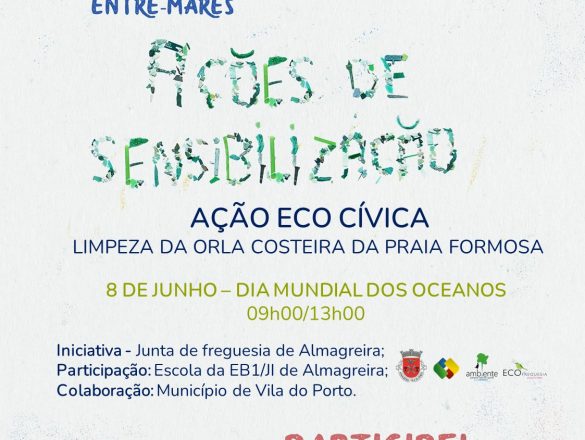 ENTRE-MARES
AÇÕES DE
SENSIBILIZAÇÃO
AÇÃO ECO CÍVICA
LIMPEZA DA ORLA COSTEIRA DA PRAIA FORMOSA
8 DE JUNHO – DIA MUNDIAL DOS OCEANOS
09h00/13h00
Iniciativa - Junta de freguesia de Almagreira;
Participação: Escola da EB1/JI de Almagreira;
Colaboração: Município de Vila do Porto.
ambiente
ECO FREGUESIA
PARTICIPE!